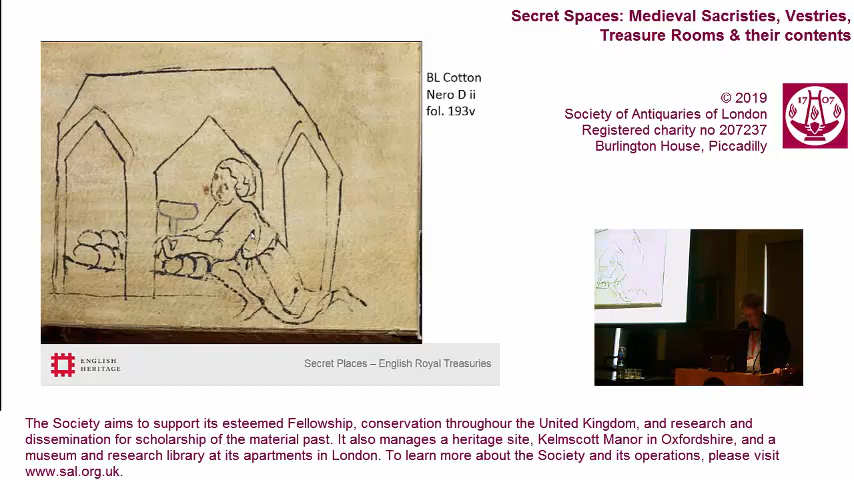 Secret Spaces: Medieval Sacristies, Vestries,
Treasure Rooms & their contents
BL Cotton
Nero D ii
fol. 193v
© 2019
Society of Antiquaries of London
Registered charity no 207237
Burlington House, Piccadilly
17 07
ENGLISH
HERITAGE
Secret Places – English Royal Treasuries
The Society aims to support its esteemed Fellowship, conservation throughour the United Kingdom, and research and
dissemination for scholarship of the material past. It also manages a heritage site, Kelmscott Manor in Oxfordshire, and a
museum and research library at its apartments in London. To learn more about the Society and its operations, please visit
www.sal.org.uk.